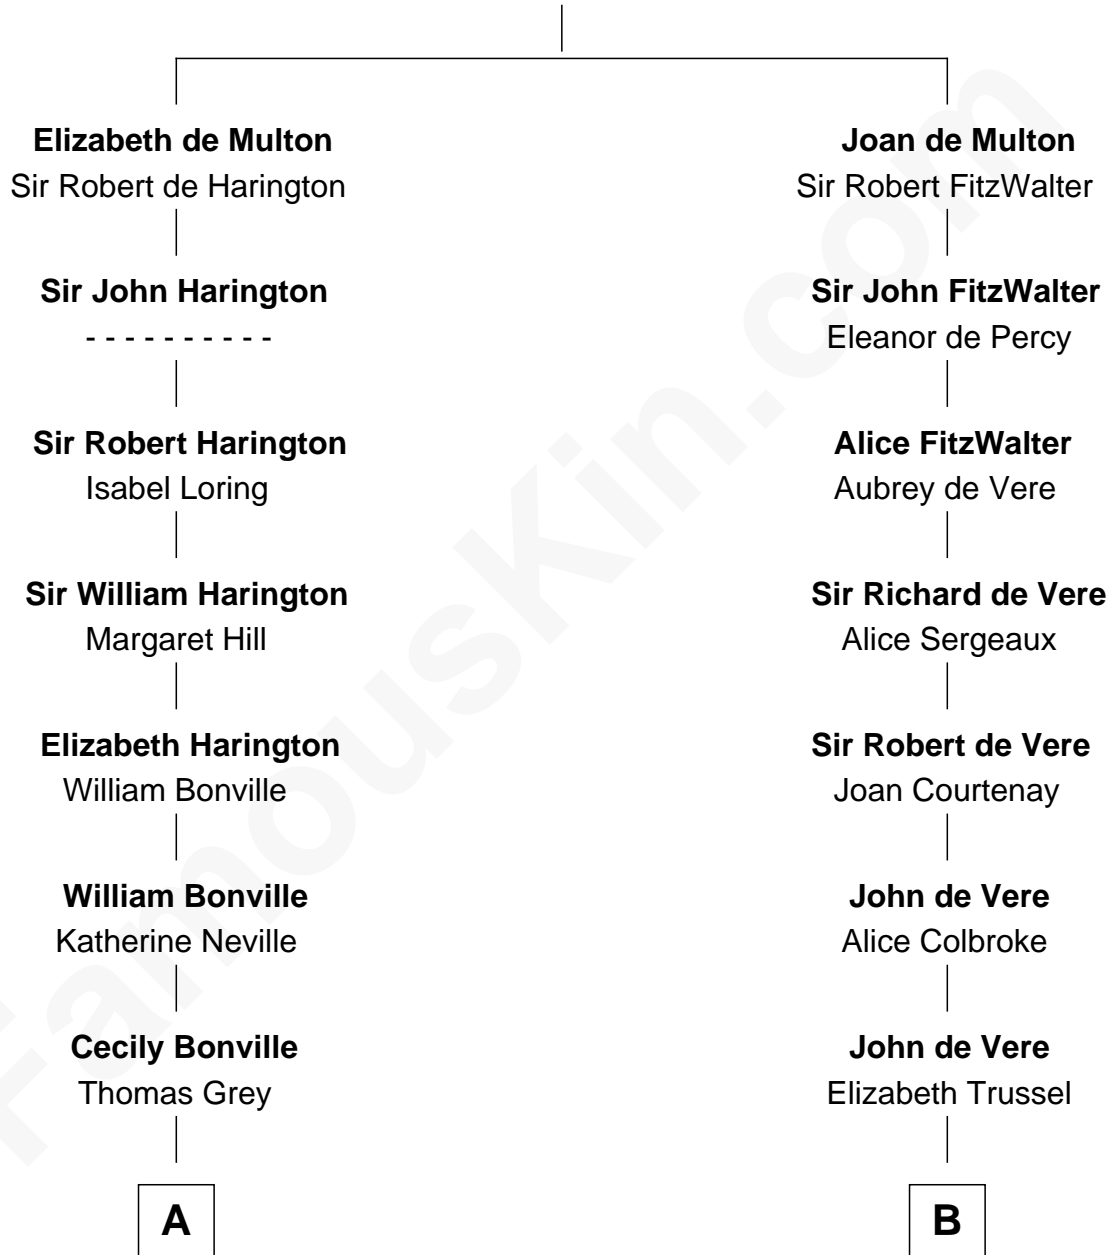 Elizabeth de Multon
Sir Robert de Harington
Joan de Multon
Sir Robert FitzWalter
Sir John Harington
- - - - - - - - - -
Sir John FitzWalter
Eleanor de Percy
Sir Robert Harington
Isabel Loring
Alice FitzWalter
Aubrey de Vere
Sir William Harington
Margaret Hill
Sir Richard de Vere
Alice Sergeaux
Elizabeth Harington
William Bonville
Sir Robert de Vere
Joan Courtenay
William Bonville
Katherine Neville
John de Vere
Alice Colbroke
Cecily Bonville
Thomas Grey
John de Vere
Elizabeth Trussel
A
B
FamousKin.com